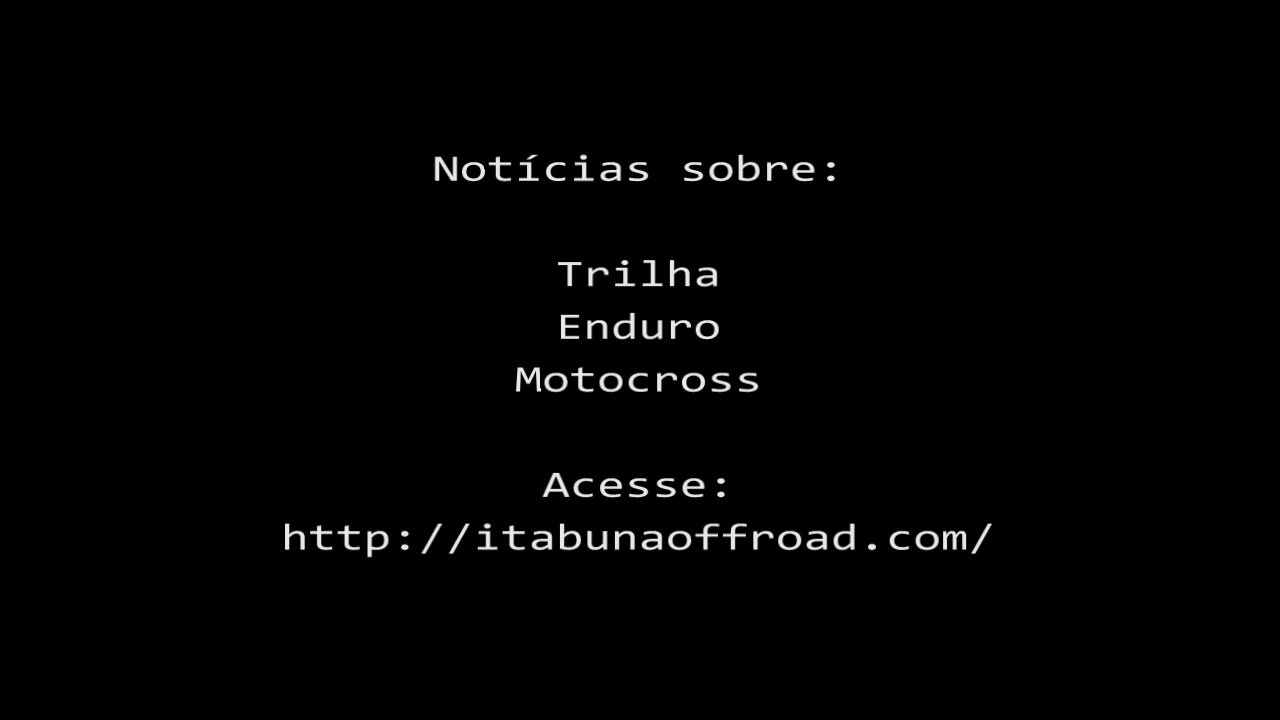 Notícias sobre:
Trilha
Enduro
Motocross
Acesse:
http://itabunaoffroad.com/